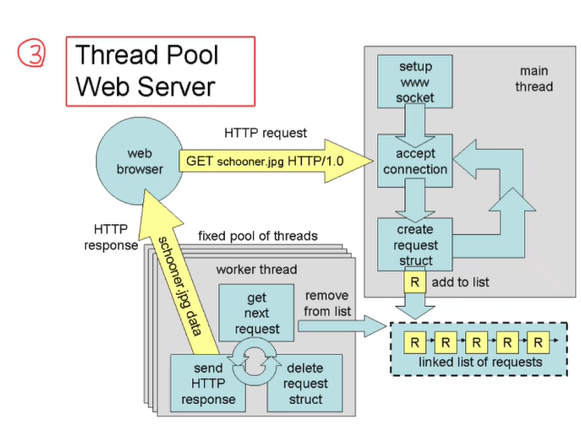 3
Thread Pool
Web Server
setup
www
socket
main
thread
HTTP request
web
browser
GET schooner.jpg HTTP/1.0
accept
connection
HTTP
response
schooner.jpg data
fixed pool of threads
create
request
struct
worker thread
R
add to list
get
next
request
remove
from list
R R R R R
linked list of requests
send
HTTP
response
delete
request
struct